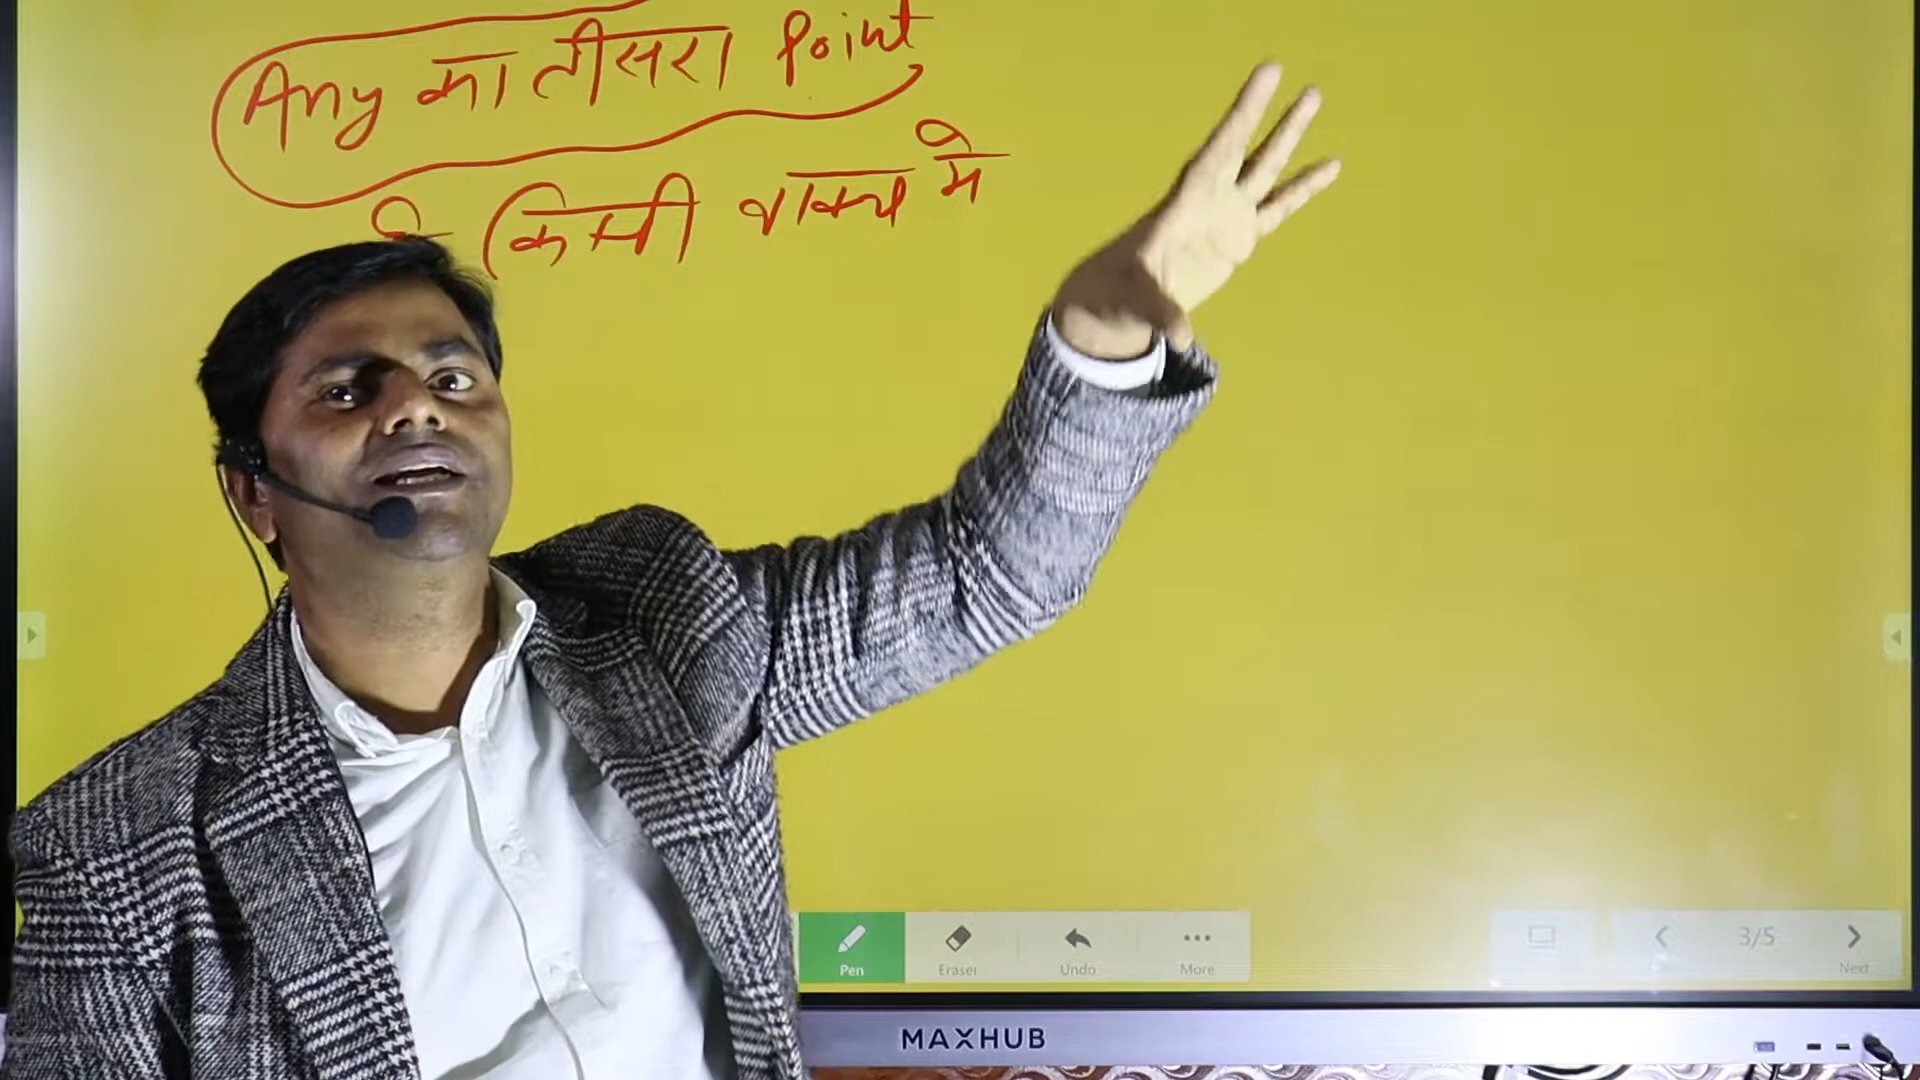 Any का तीसरा Point
किसी वाक्य में
Pen
Eraser
Undo
More
3/5
Next
MAXHUB